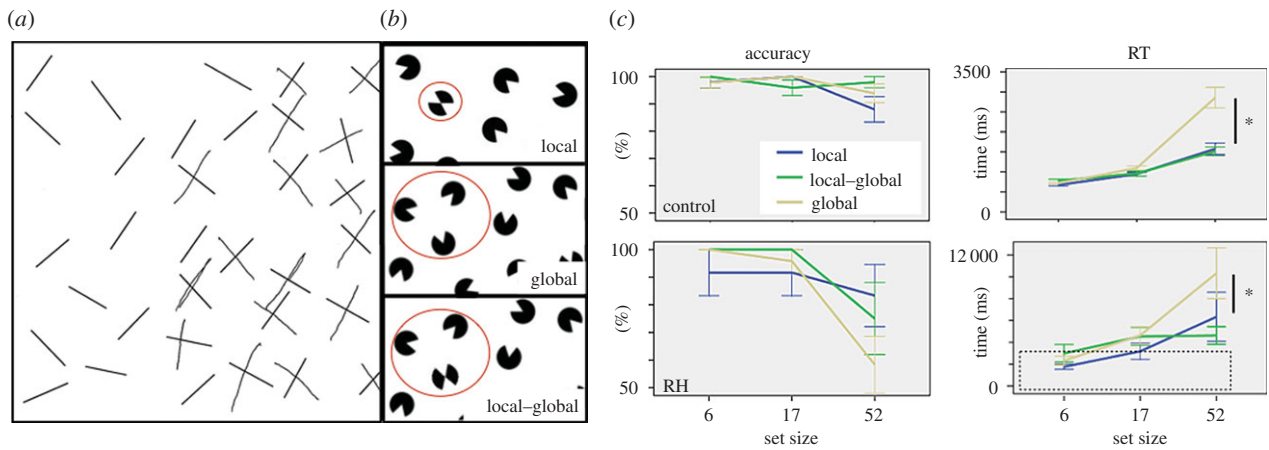 (a)
(b)
local
global
local–global
(c)
accuracy
RT
100
(%)
50
control
local
local–global
global
3500
time (ms)
0
*
100
(%)
50
RH
6 17 52
set size
12 000
time (ms)
0
*
6 17 52
set size